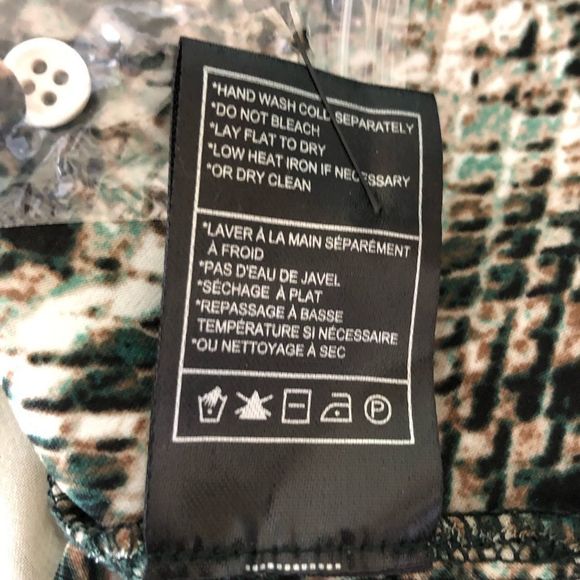 *HAND WASH COLD SEPARATELY
*DO NOT BLEACH
*LAY FLAT TO DRY
*LOW HEAT IRON IF NECESSARY
*OR DRY CLEAN
*LAVER À LA MAIN SÉPARÉMENT
À FROID
*PAS D'EAU DE JAVEL
*SÉCHAGE À PLAT
*REPASSAGE À BASSE
TEMPÉRATURE SI NÉCESSAIRE
*OU NETTOYAGE À SEC
P